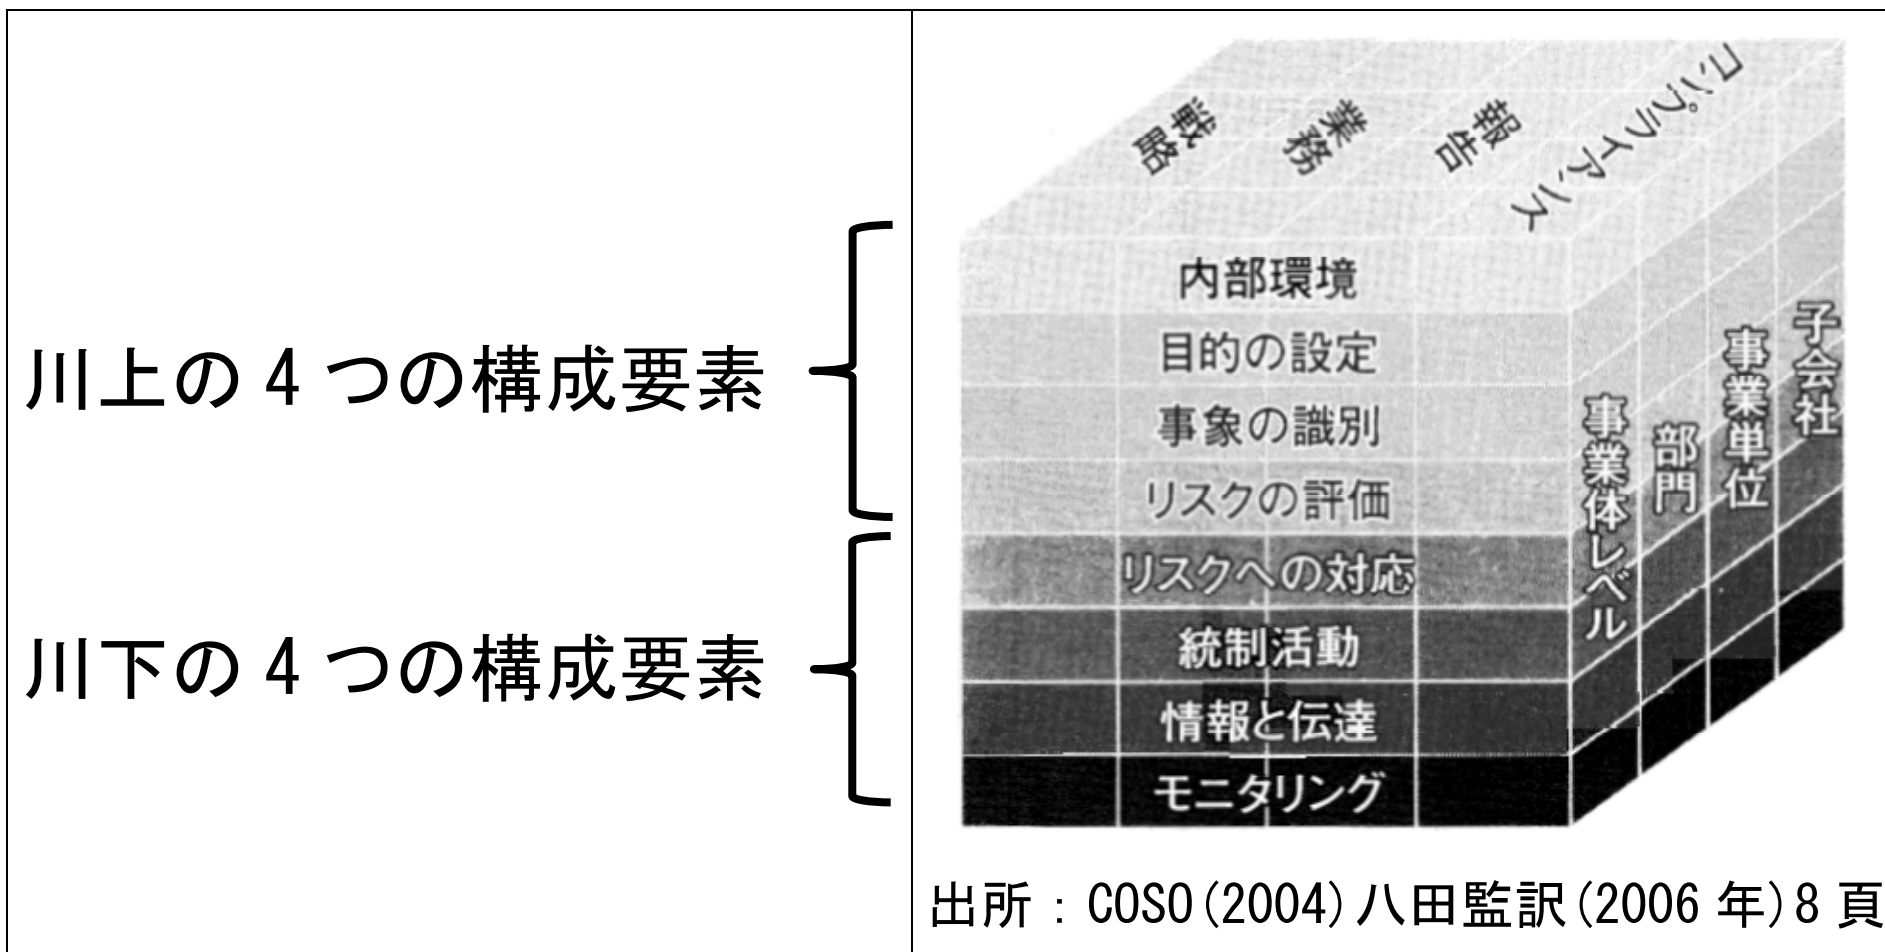 川上の4つの構成要素
川下の4つの構成要素
戦略
業務
報告
コンプライアンス
内部環境
目的の設定
事象の識別
リスクの評価
リスクへの対応
統制活動
情報と伝達
モニタリング
事業体レベル
部門
事業単位
子会社
出所：COSO(2004)八田監訳(2006年)8頁